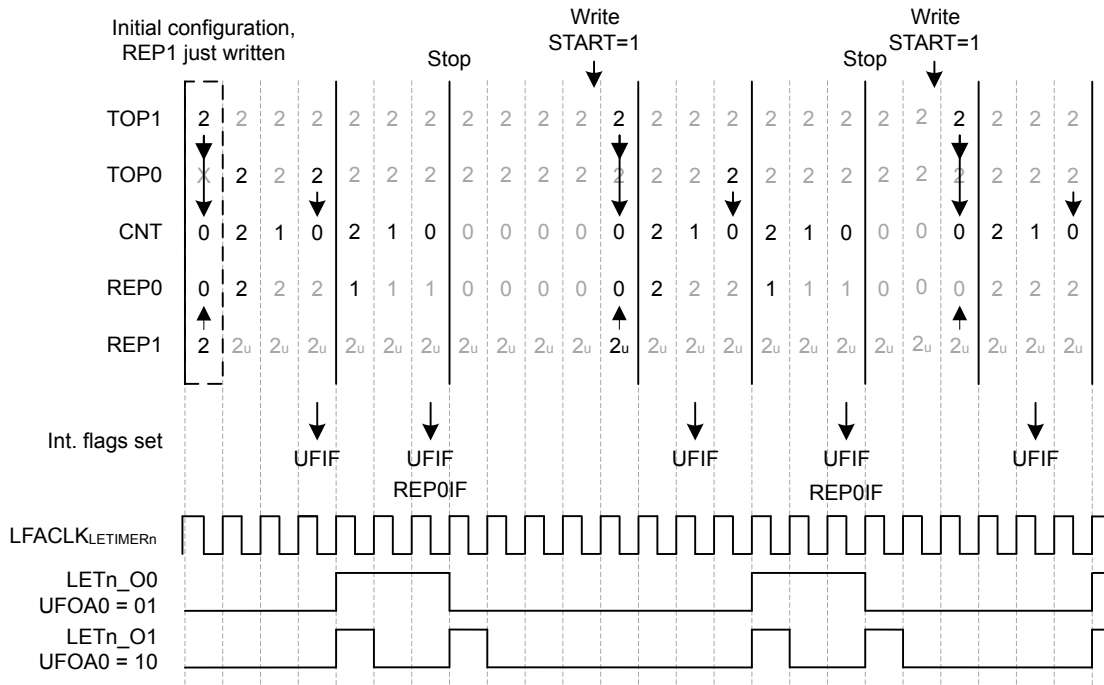 Initial configuration,
REP1 just written
Stop
Write
START=1
Stop
Write
START=1
TOP1 2 2 2 2 2 2 2 2 2 2 2 2 2 2 2 2 2 2 2 2 2 2 2 2
TOP0 X 2 2 2 2 2 2 2 2 2 2 2 2 2 2 2 2 2 2 2 2 2 2 2
CNT 0 2 1 0 2 1 0 0 0 0 0 0 2 1 0 2 1 0 0 0 0 2 1 0
REP0 0 2 2 2 1 1 1 0 0 0 0 0 2 2 2 1 1 1 0 0 0 2 2 2
REP1 2 2u 2u 2u 2u 2u 2u 2u 2u 2u 2u 2u 2u 2u 2u 2u 2u 2u 2u 2u 2u 2u 2u 2u
Int. flags set
UFIF UFIF UFIF UFIF UFIF
REP0IF REP0IF
LFACLKLETIMERn
LETn_O0
UFOA0 = 01
LETn_O1
UFOA0 = 10